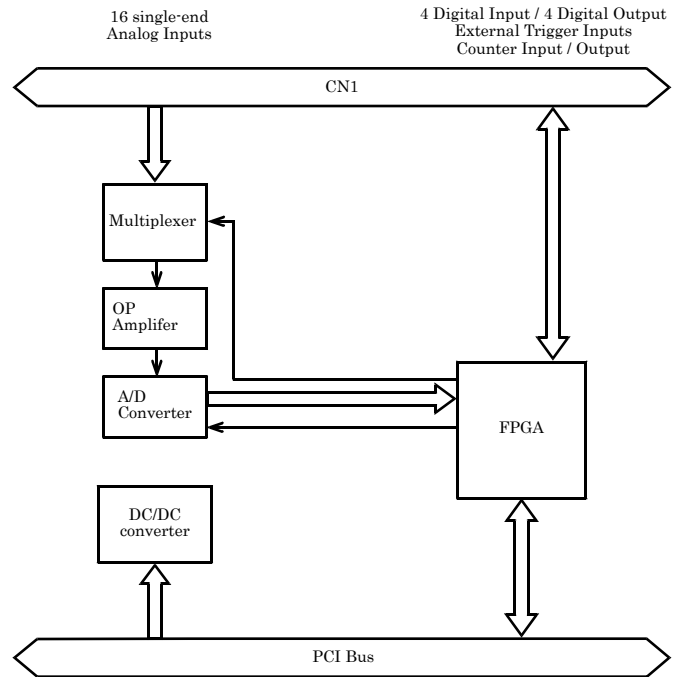 16 single-end
Analog Inputs
4 Digital Input / 4 Digital Output
External Trigger Inputs
Counter Input / Output
CN1
Multiplexer
OP
Amplifer
A/D
Converter
FPGA
DC/DC
converter
PCI Bus